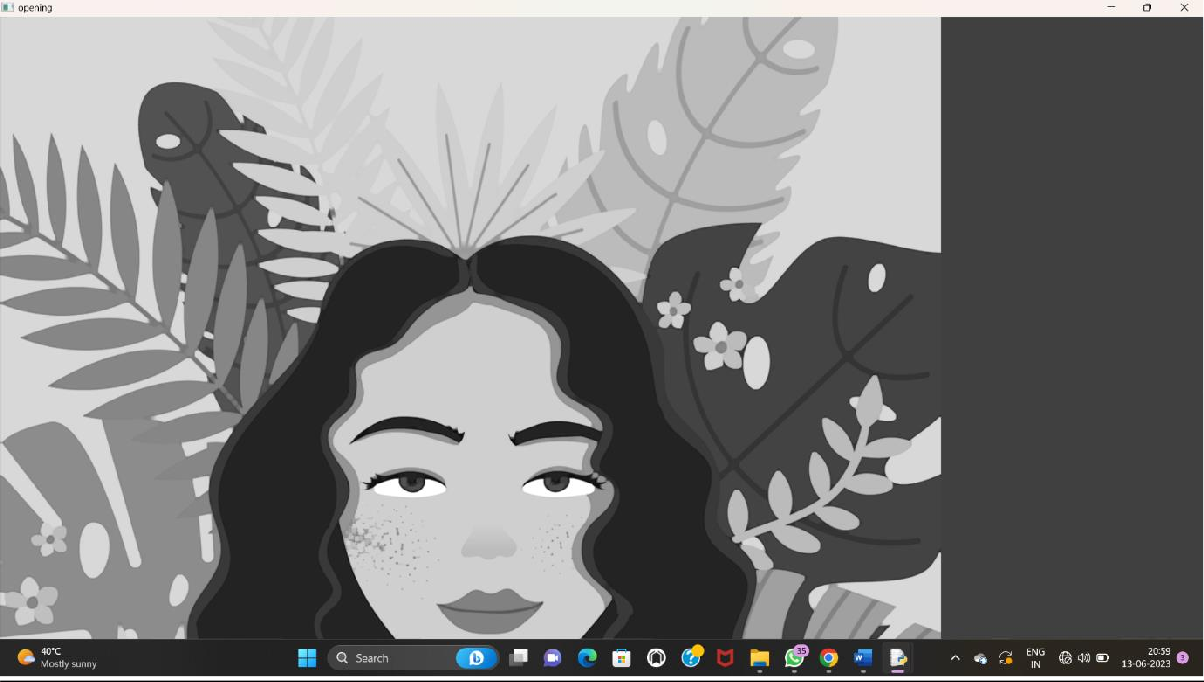 opening
40°C
Mostly sunny
Search
35
ENG
IN
20:59
13-06-2023
3